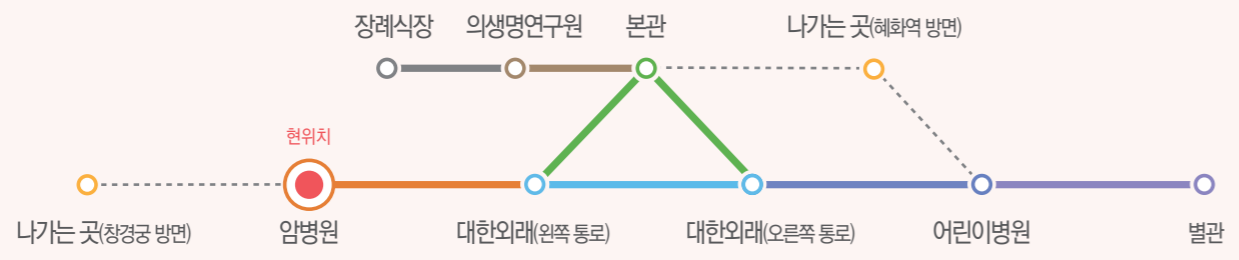 장례식장
의생명연구원
본관
나가는 곳(혜화역 방면)
현위치
나가는 곳(창경궁 방면)
암병원
대한외래(왼쪽 통로)
대한외래(오른쪽 통로)
어린이병원
별관